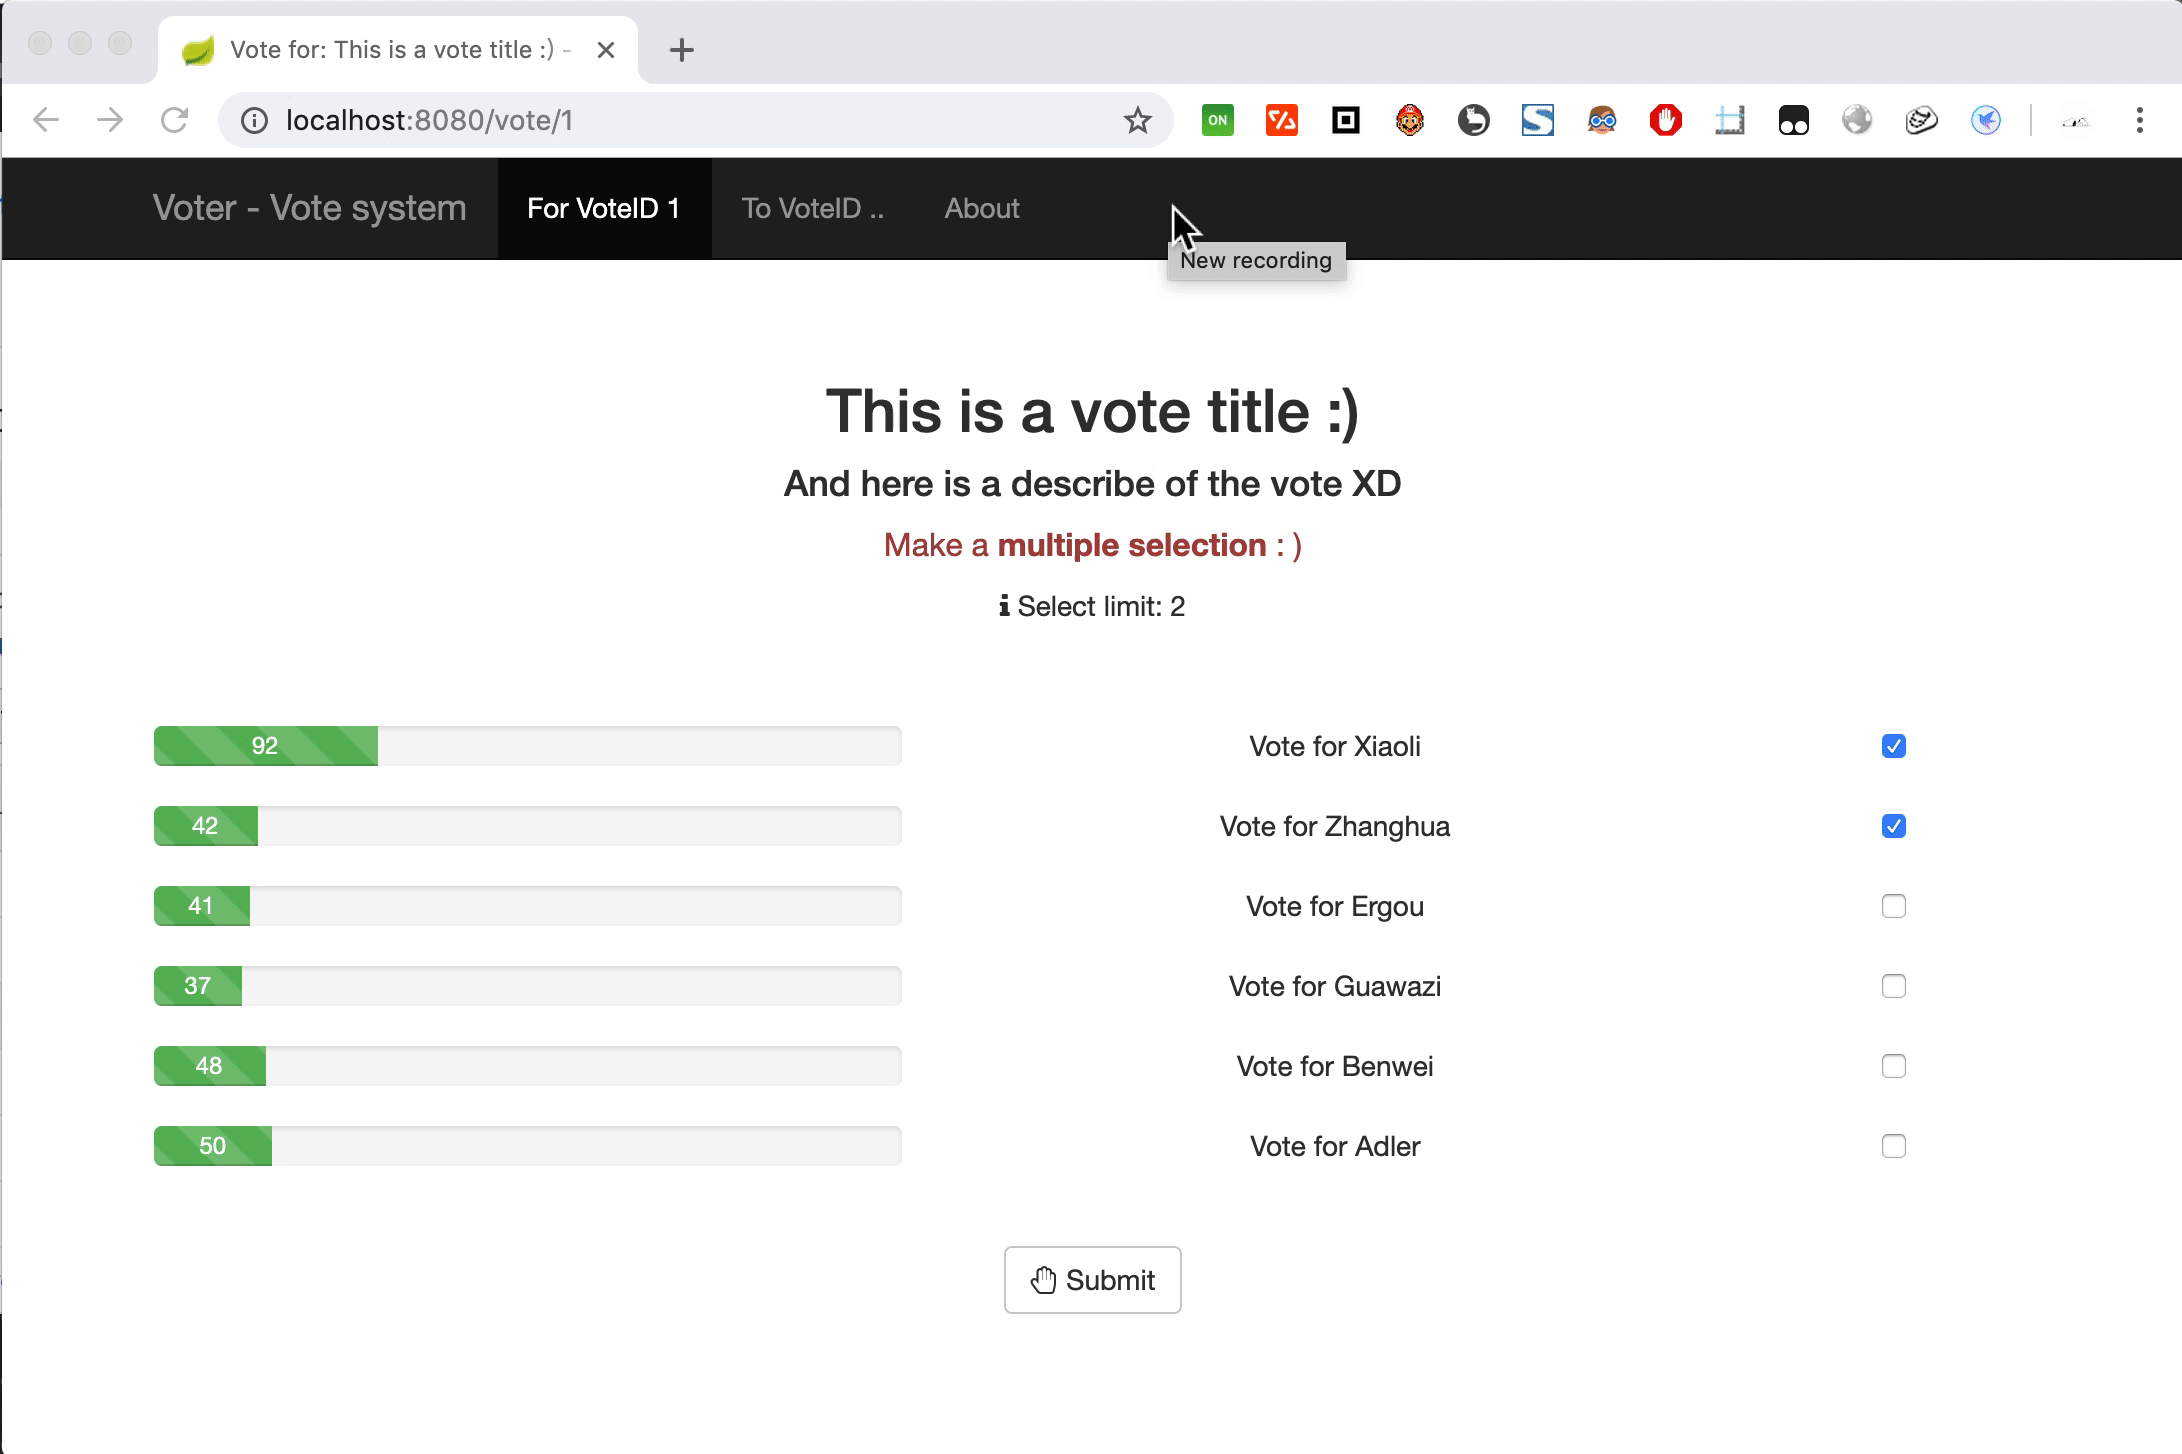 Vote for: This is a vote title :) -
localhost:8080/vote/1
ON
Voter - Vote system For VoteID 1 To VoteID .. About
New recording
This is a vote title :)
And here is a describe of the vote XD
Make a multiple selection : )
Select limit: 2
92 Vote for Xiaoli
42 Vote for Zhanghua
41 Vote for Ergou
37 Vote for Guawazi
48 Vote for Benwei
50 Vote for Adler
Submit